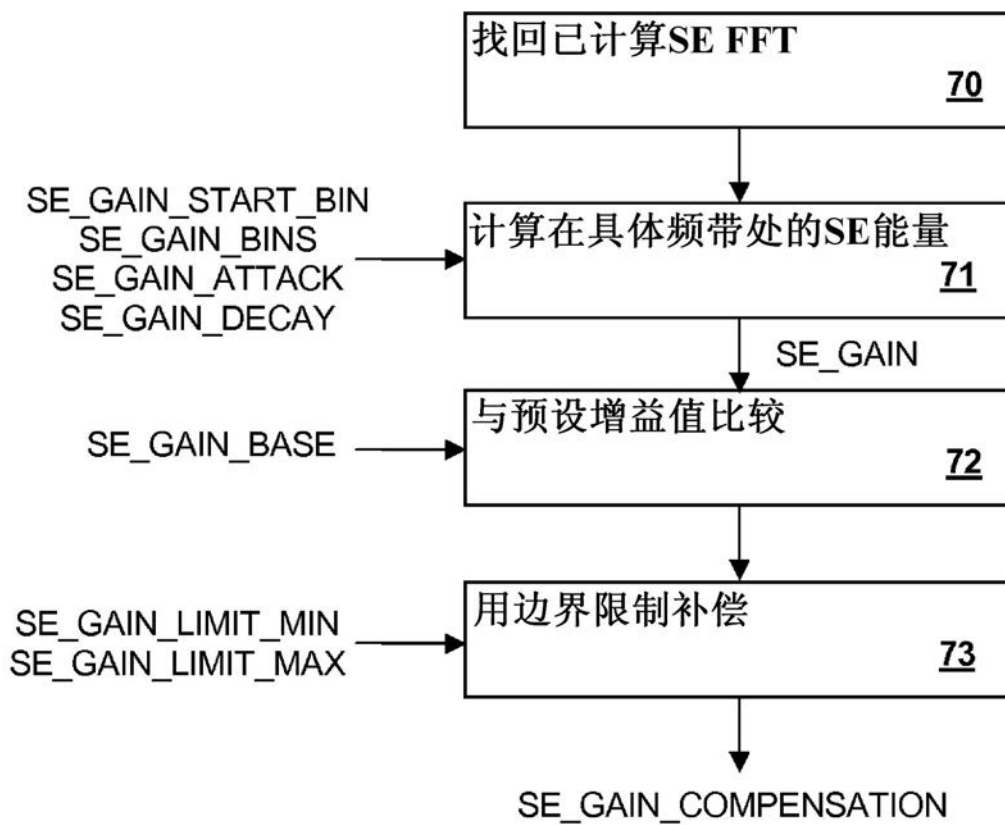 找回已计算SE FFT
70
SE_GAIN_START_BIN
SE_GAIN_BINS
SE_GAIN_ATTACK
SE_GAIN_DECAY
计算在具体频带处的SE能量
71
SE_GAIN
SE_GAIN_BASE
与预设增益值比较
72
SE_GAIN_LIMIT_MIN
SE_GAIN_LIMIT_MAX
用边界限制补偿
73
SE_GAIN_COMPENSATION